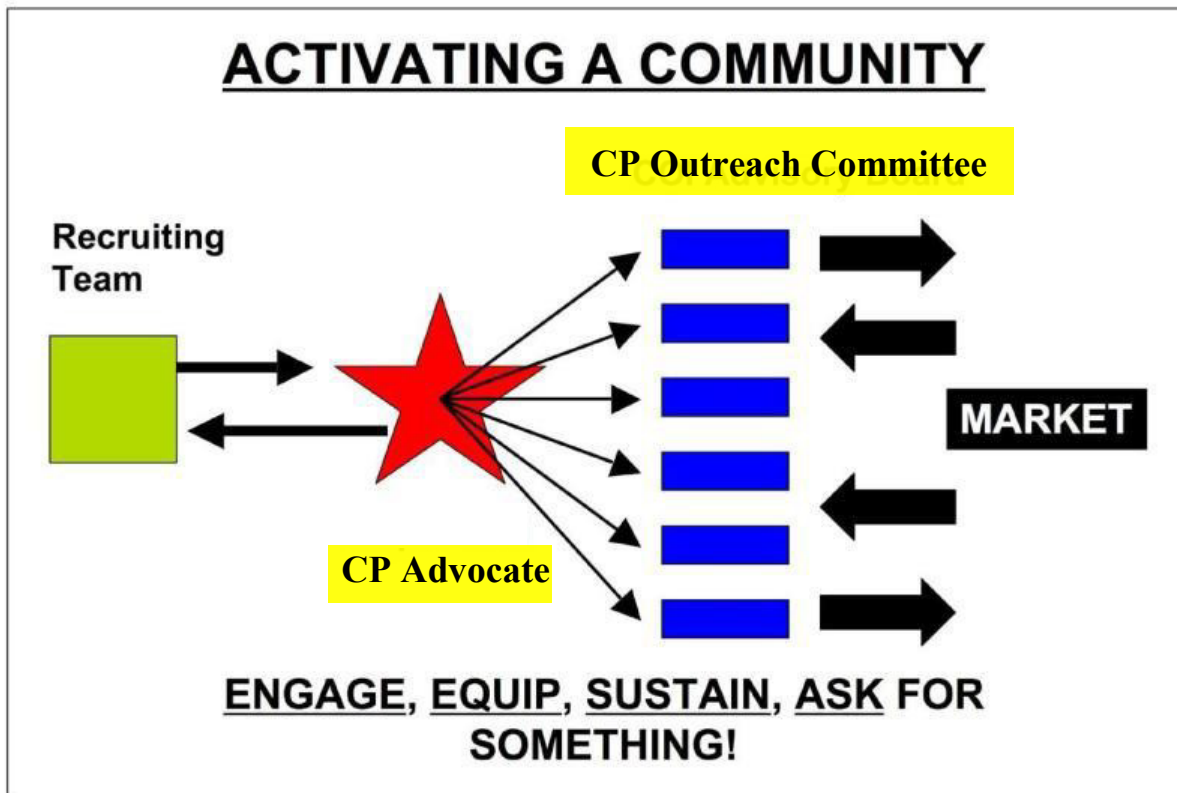 ACTIVATING A COMMUNITY
CP Outreach Committee
Recruiting
Team
MARKET
CP Advocate
ENGAGE, EQUIP, SUSTAIN, ASK FOR
SOMETHING!